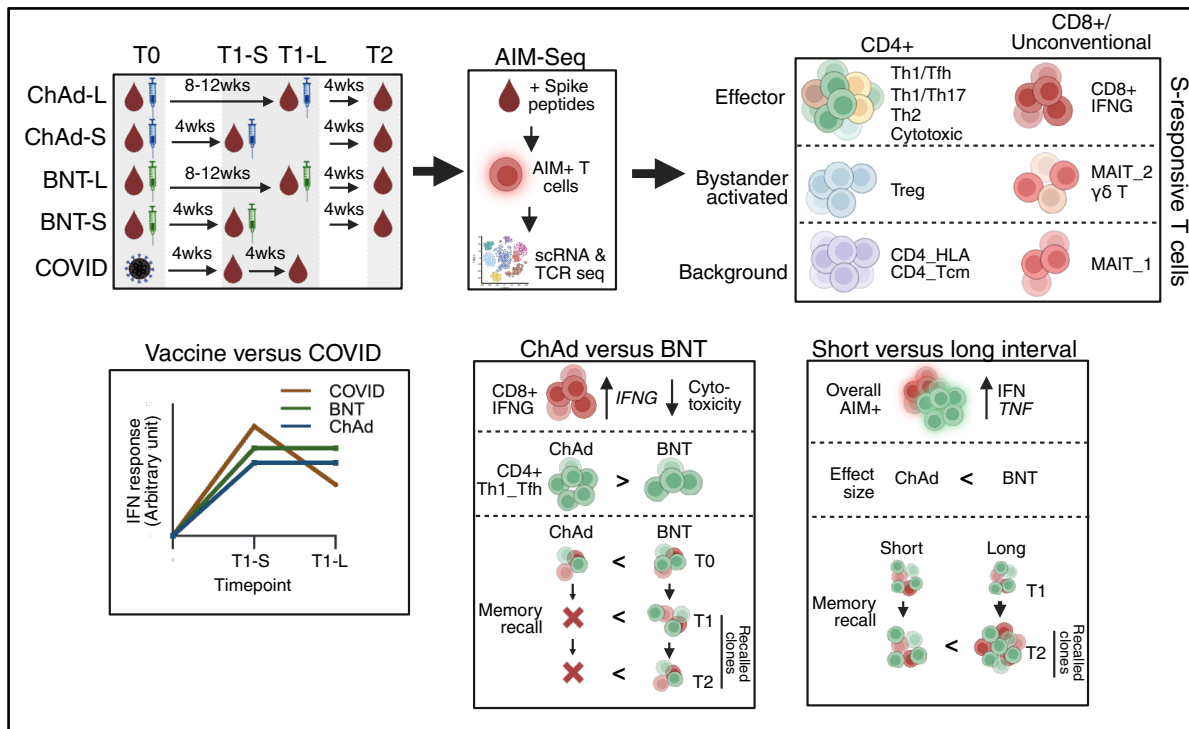 T0 T1-S T1-L T2
ChAd-L 8-12wks 4wks
ChAd-S 4wks 4wks
BNT-L 8-12wks 4wks
BNT-S 4wks 4wks
COVID 4wks 4wks
AIM-Seq
+ Spike
peptides
AIM+ T
cells
scRNA &
TCR seq
CD4+
CD8+/
Unconventional
Effector
Th1/Tfh
Th1/Th17
Th2
Cytotoxic
CD8+
IFNG
Bystander
activated
Treg
MAIT_2
γδ T
Background
CD4_HLA
CD4_Tcm
MAIT_1
S-responsive T cells
Vaccine versus COVID
COVID
BNT
ChAd
IFN response
(Arbitrary unit)
T1-S T1-L
Timepoint
ChAd versus BNT
CD8+
IFNG
IFNG
Cyto-
toxicity
ChAd BNT
CD4+
Th1_Tfh
>
ChAd BNT
< T0
Memory
recall
< T1
< T2
Recalled
clones
Short versus long interval
Overall
AIM+
IFN
TNF
Effect
size
ChAd < BNT
Short Long
T1
Memory
recall
< T2
Recalled
clones